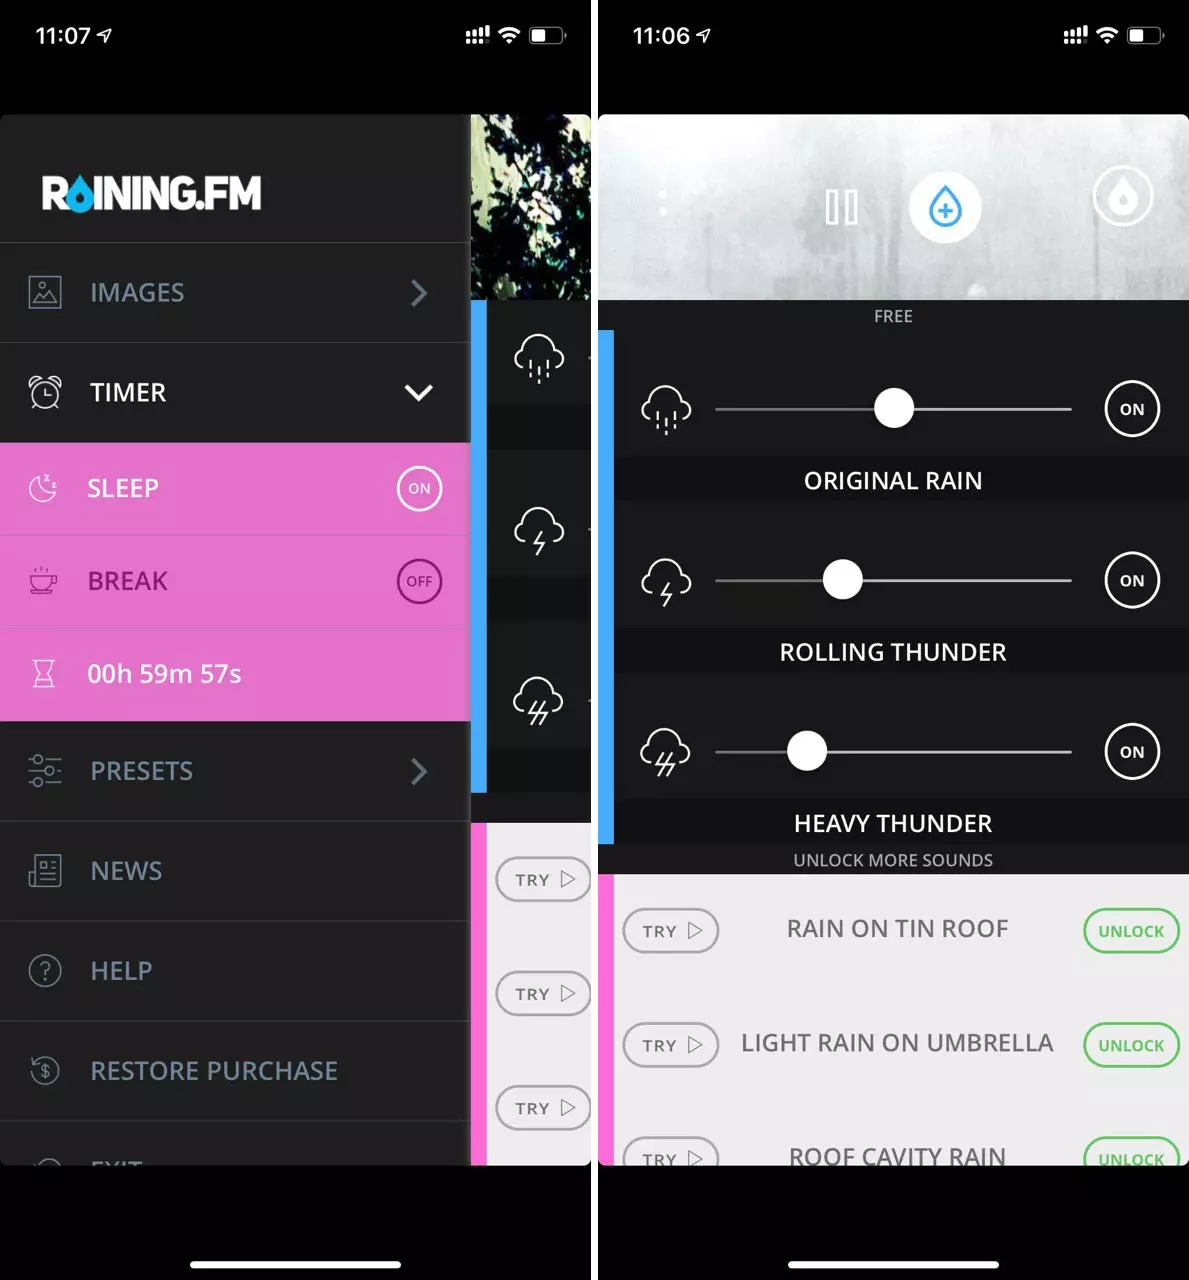 11:07
RAINING.FM
IMAGES
TIMER
SLEEP ON
BREAK OFF
00h 59m 57s
PRESETS
NEWS
HELP
RESTORE PURCHASE
EXIT
TRY
TRY
TRY
11:06
FREE
ON
ORIGINAL RAIN
ON
ROLLING THUNDER
ON
HEAVY THUNDER
UNLOCK MORE SOUNDS
TRY RAIN ON TIN ROOF UNLOCK
TRY LIGHT RAIN ON UMBRELLA UNLOCK
TRY ROOF CAVITY RAIN UNLOCK